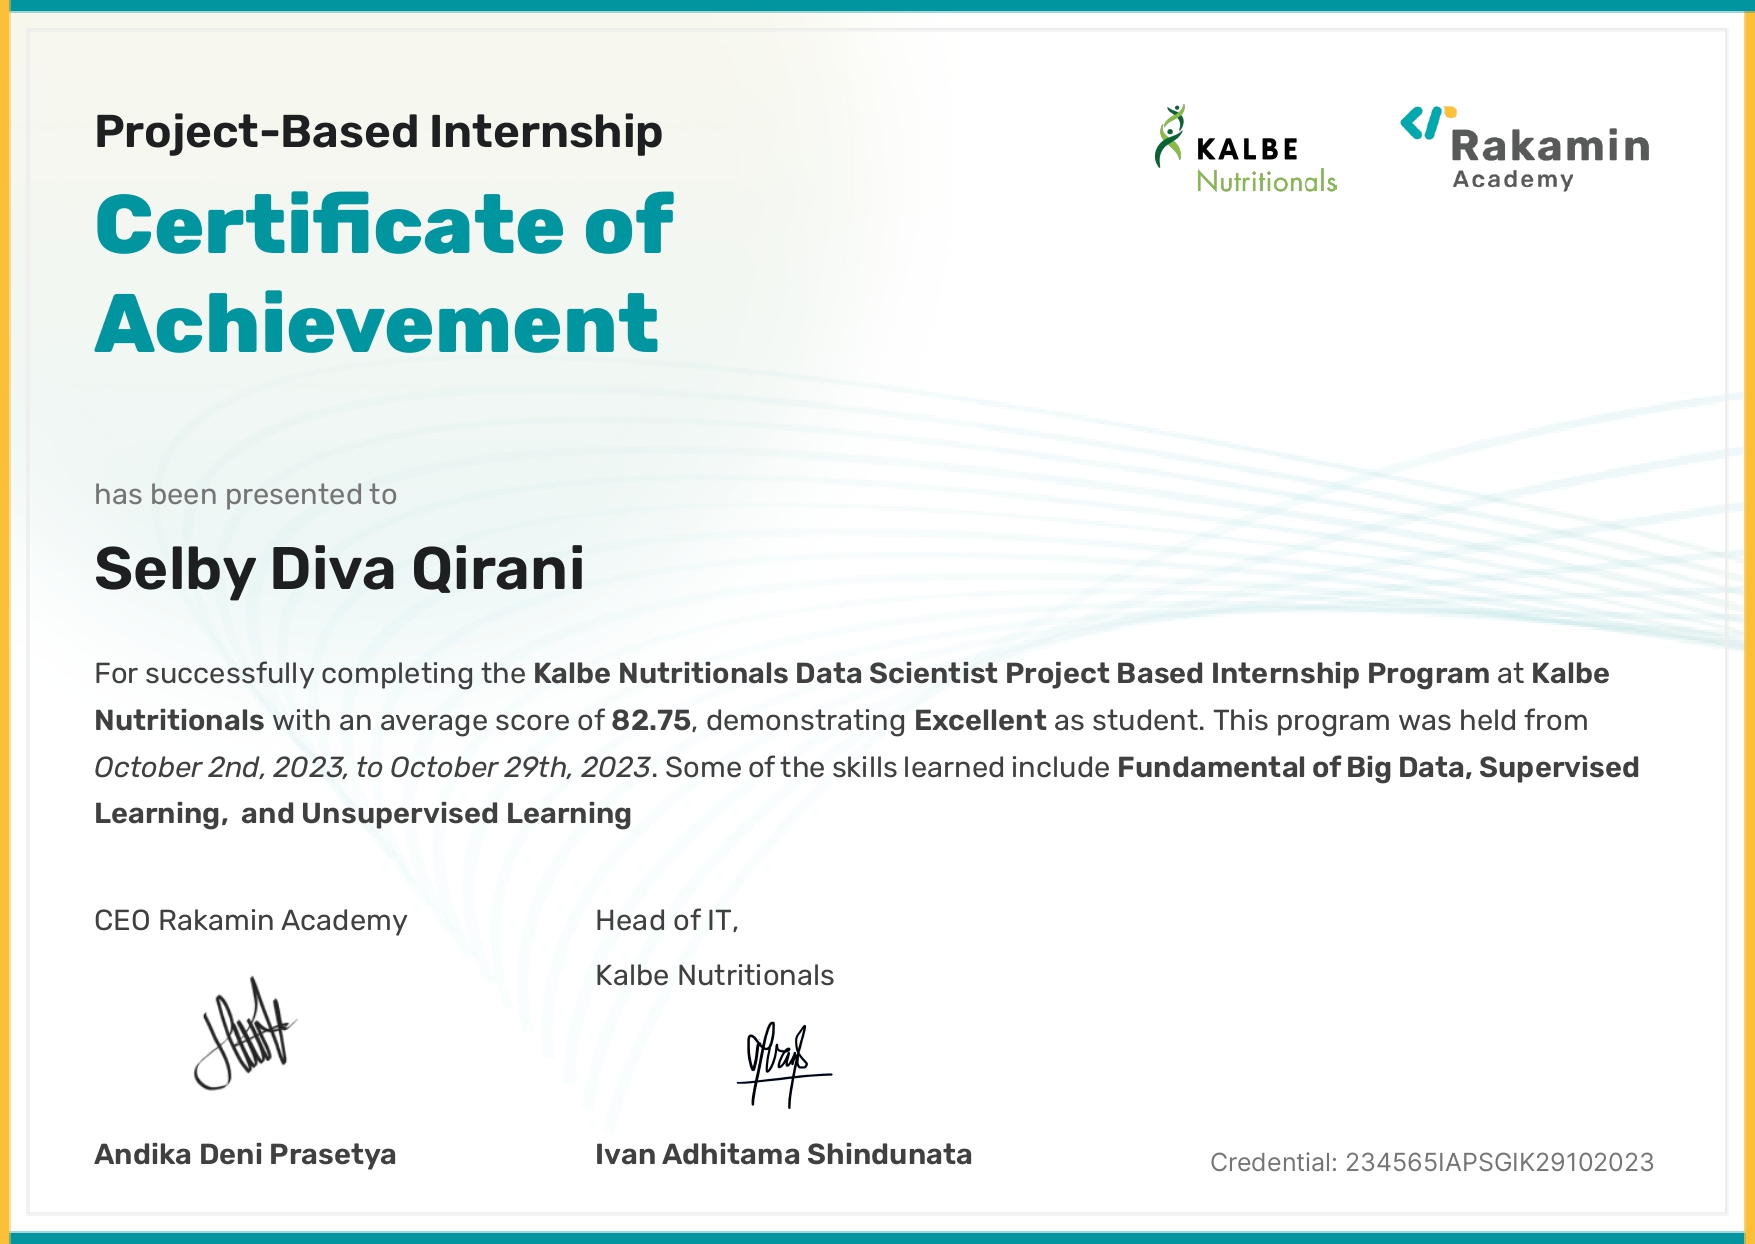 Project-Based Internship
KALBE
Nutritionals
Rakamin
Academy
Certificate of
Achievement
has been presented to
Selby Diva Qirani
For successfully completing the Kalbe Nutritionals Data Scientist Project Based Internship Program at Kalbe
Nutritionals with an average score of 82.75, demonstrating Excellent as student. This program was held from
October 2nd, 2023, to October 29th, 2023. Some of the skills learned include Fundamental of Big Data, Supervised
Learning, and Unsupervised Learning
CEO Rakamin Academy
Head of IT,
Kalbe Nutritionals
Andika Deni Prasetya
Ivan Adhitama Shindunata
Credential: 234565IAPSGIK29102023